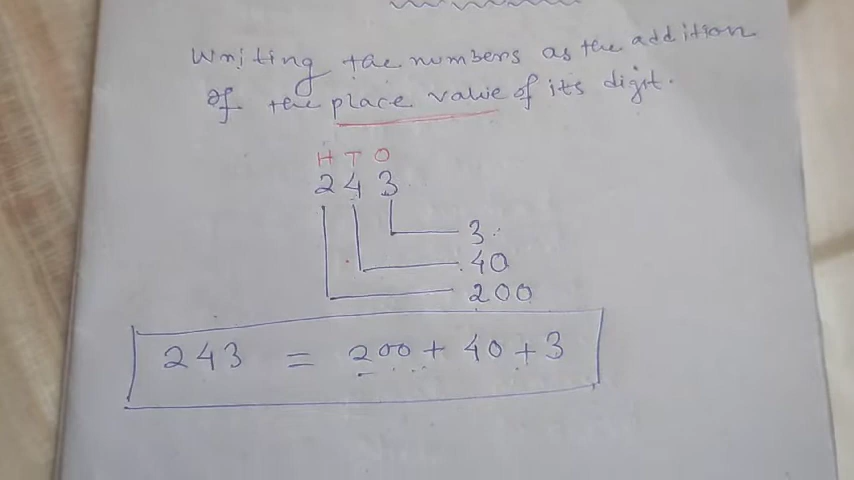 Writing the numbers as the addition
of the place value of its digit.
H T O
2 4 3
3
40
200
243 = 200 + 40 + 3